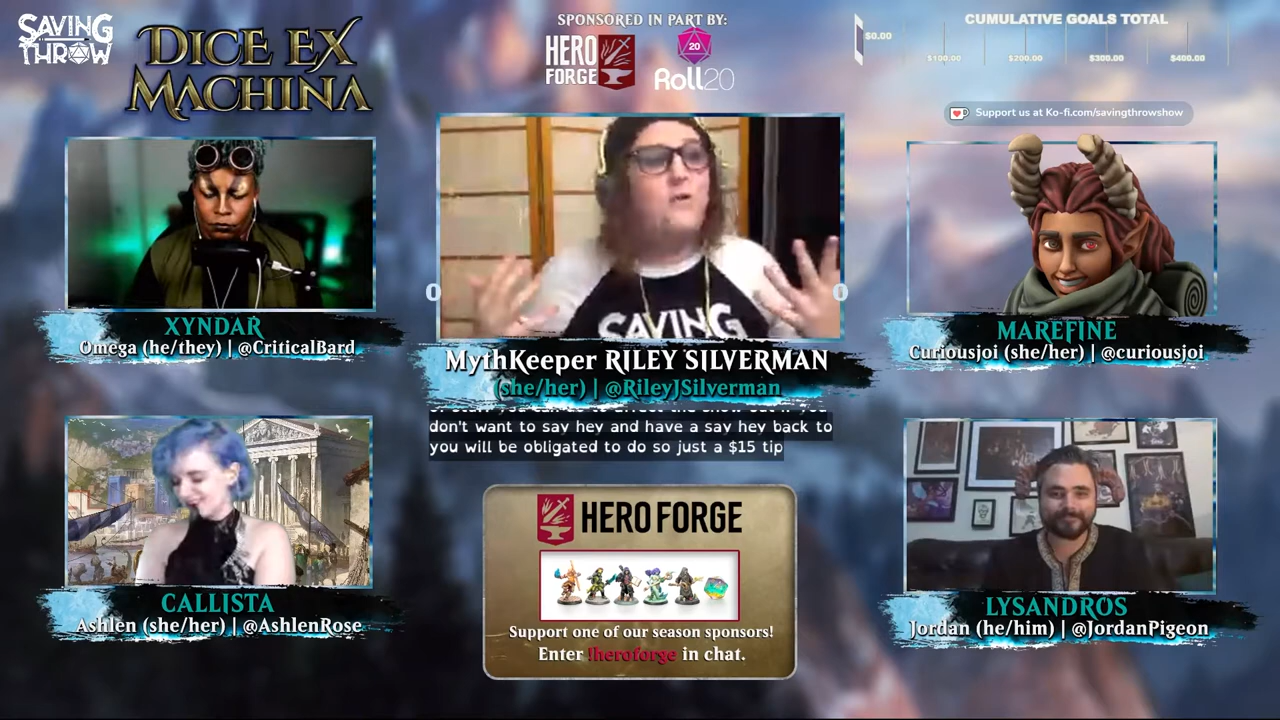 SAVING
THROW
DICE EX
MACHINA
SPONSORED IN PART BY:
HERO
FORGE
20
Roll20
CUMULATIVE GOALS TOTAL
$0.00
$100.00 $200.00 $300.00 $400.00
Support us at Ko-fi.com/savingthrowshow
XYNDAR
Omega (he/they) | @CriticalBard
SAVING
0 0
MythKeeper RILEY SILVERMAN
(she/her) | @RileyJSilverman
MAREFINE
Curiousjoi (she/her) | @curiousjoi
don't want to say hey and have a say hey back to
you will be obligated to do so just a $15 tip
CALLISTA
Ashlen (she/her) | @AshlenRose
HERO FORGE
Support one of our season sponsors!
Enter !heroforge in chat.
LYSANDROS
Jordan (he/him) | @JordanPigeon